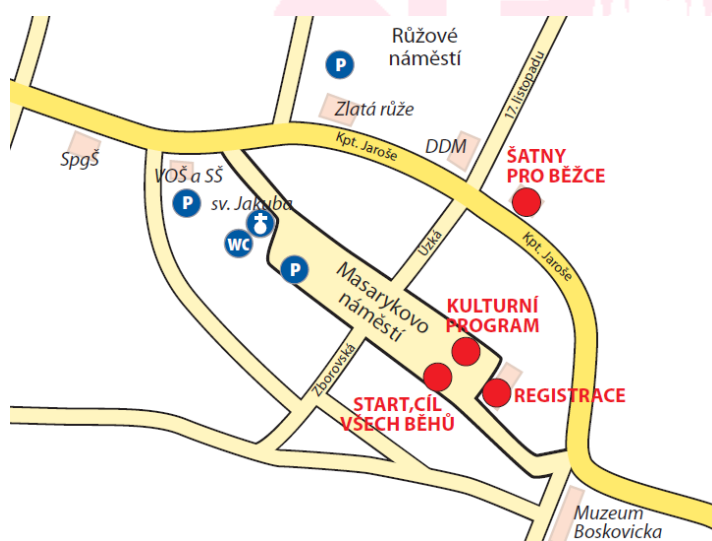 Růžové
náměstí
P
Zlatá růže
17. listopadu
Kpt. Jaroše
DDM
SpgŠ
ŠATNY
PRO BĚŽCE
VOŠ a SŠ
P
sv. Jakuba
WC
P
Úzká
Kpt. Jaroše
Masarykovo
náměstí
KULTURNÍ
PROGRAM
Zborovská
START,CÍL
VŠECH BĚHŮ
REGISTRACE
Muzeum
Boskovicka